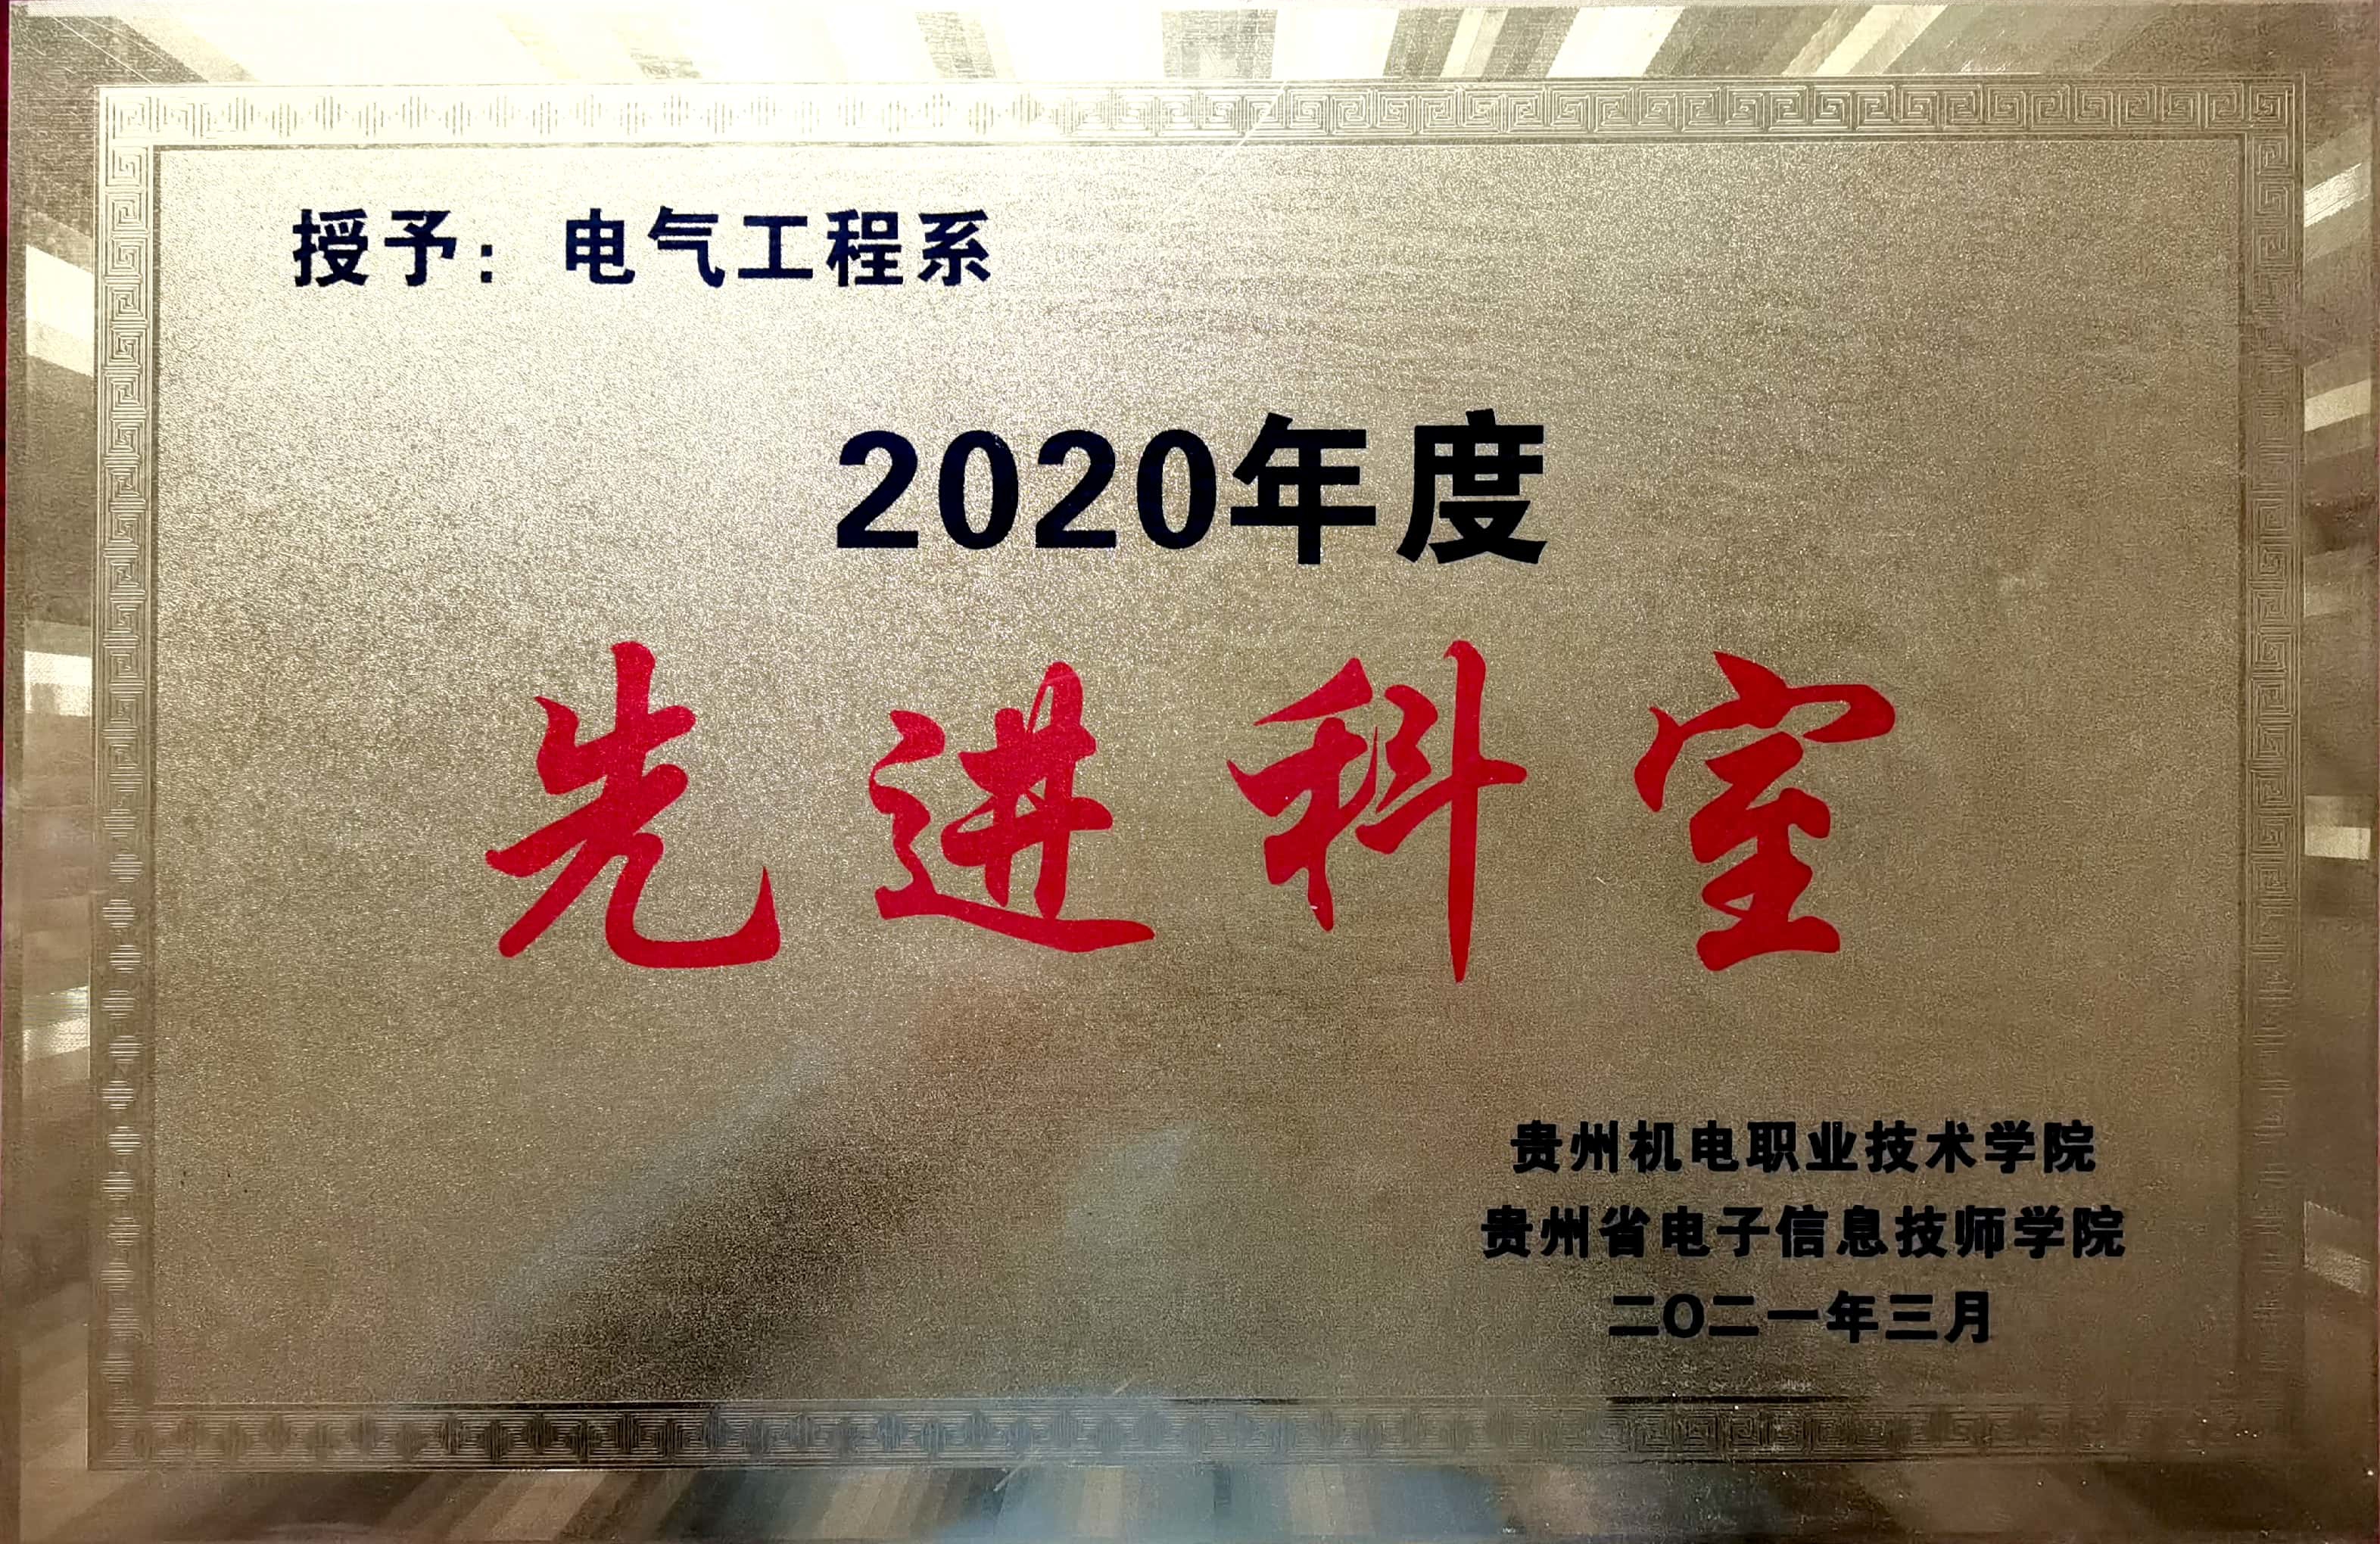 授予：电气工程系
2020年度
先进科室
贵州机电职业技术学院
贵州省电子信息技师学院
二〇二一年三月